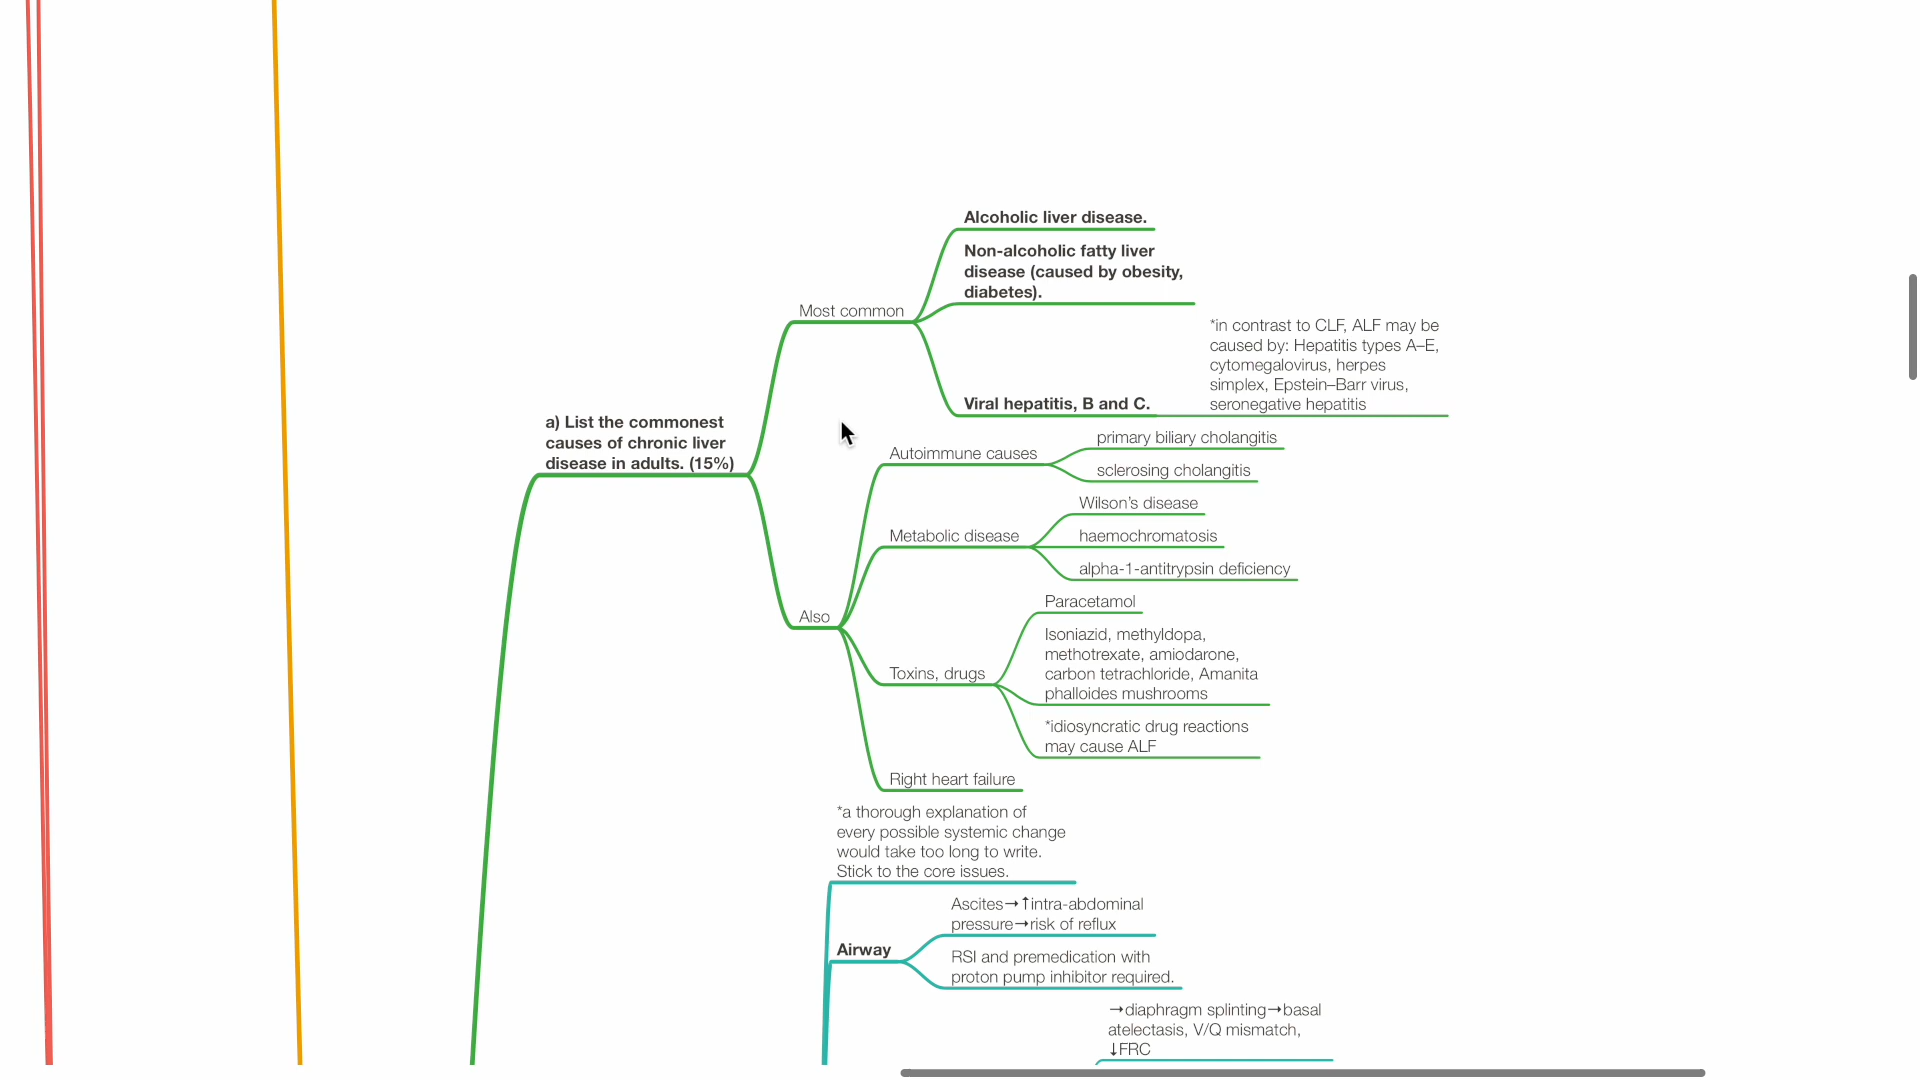 Alcoholic liver disease.
Non-alcoholic fatty liver
disease (caused by obesity,
diabetes).
Most common
*in contrast to CLF, ALF may be
caused by: Hepatitis types A–E,
cytomegalovirus, herpes
simplex, Epstein–Barr virus,
seronegative hepatitis
Viral hepatitis, B and C.
a) List the commonest
causes of chronic liver
disease in adults. (15%)
Autoimmune causes
primary biliary cholangitis
sclerosing cholangitis
Metabolic disease
Wilson’s disease
haemochromatosis
alpha-1-antitrypsin deficiency
Also
Toxins, drugs
Paracetamol
Isoniazid, methyldopa,
methotrexate, amiodarone,
carbon tetrachloride, Amanita
phalloides mushrooms
*idiosyncratic drug reactions
may cause ALF
Right heart failure
*a thorough explanation of
every possible systemic change
would take too long to write.
Stick to the core issues.
Airway
Ascites→↑intra-abdominal
pressure→risk of reflux
RSI and premedication with
proton pump inhibitor required.
→diaphragm splinting→basal
atelectasis, V/Q mismatch,
↓FRC